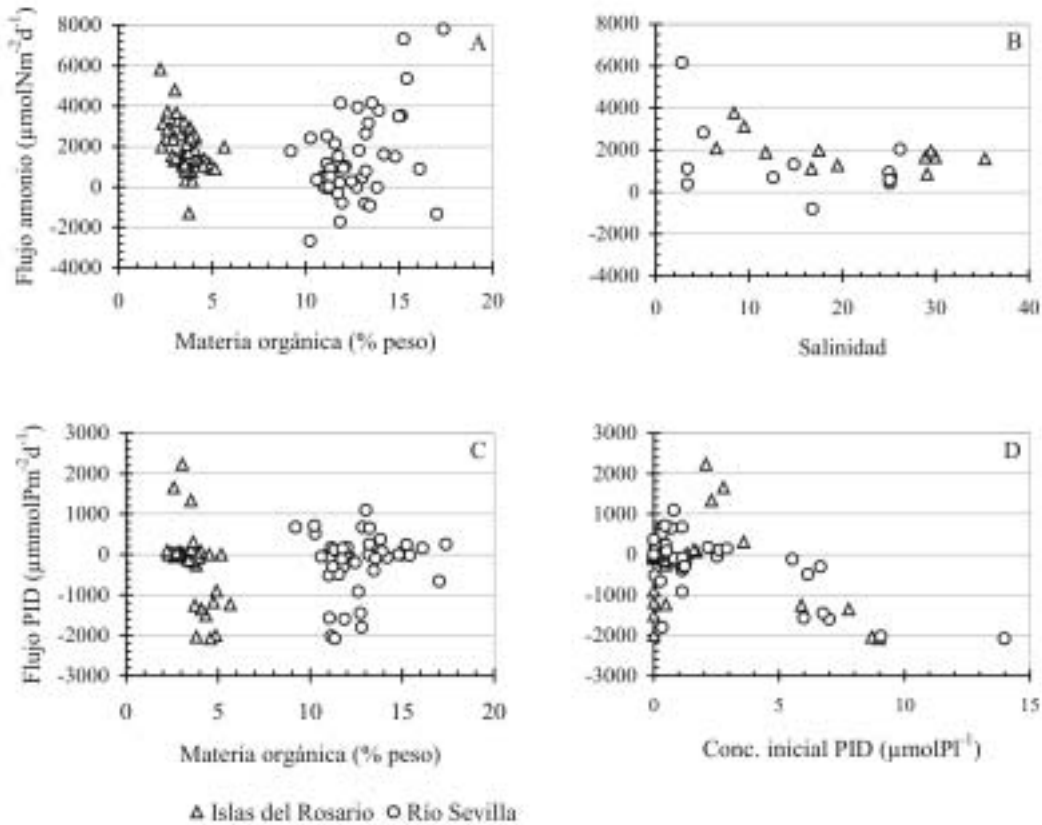 A
Flujo amonio (µmolNm⁻²d⁻¹)
8000
6000
4000
2000
0
-2000
-4000
0 5 10 15 20
Materia orgánica (% peso)
B
8000
6000
4000
2000
0
-2000
-4000
0 10 20 30 40
Salinidad
C
Flujo PID (µmmolPm⁻²d⁻¹)
3000
2000
1000
0
-1000
-2000
-3000
0 5 10 15 20
Materia orgánica (% peso)
D
3000
2000
1000
0
-1000
-2000
-3000
0 5 10 15
Conc. inicial PID (µmolPl⁻¹)
Islas del Rosario Río Sevilla